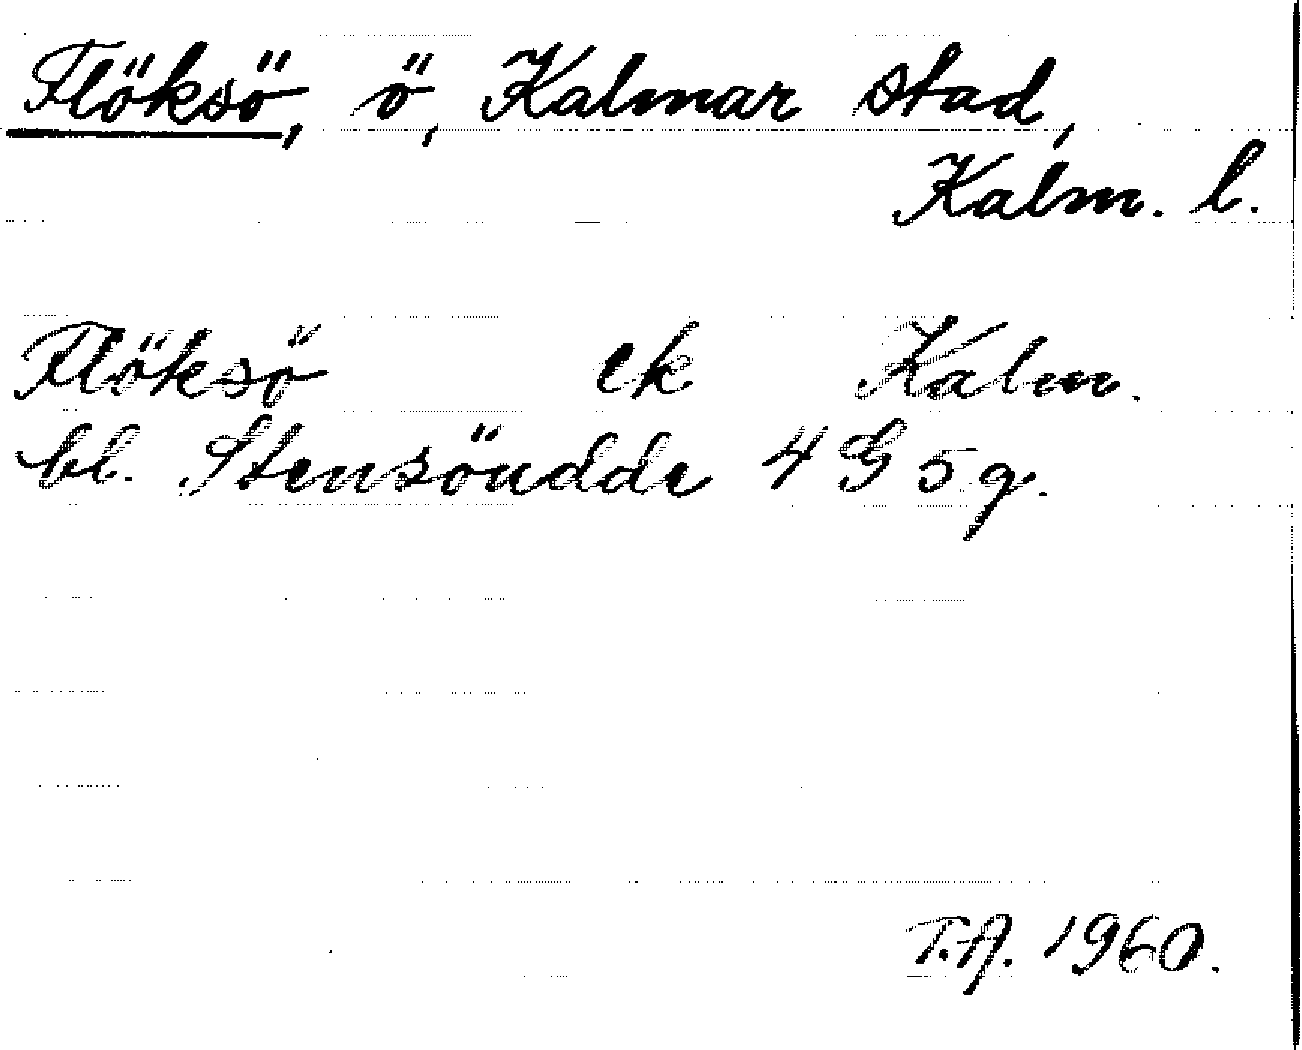 Flöksö, ö, Kalmar stad,
Kalm. l.
Flöksö ek Kalm.
bl. Stensöudde 4 G 5 g.
T.A. 1960.